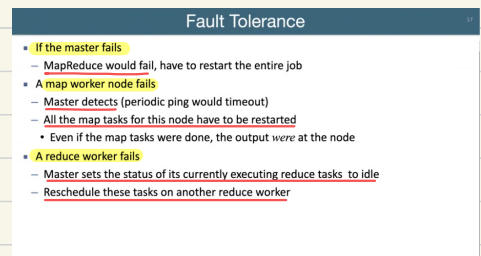 Fault Tolerance
17
▪ If the master fails
– MapReduce would fail, have to restart the entire job
▪ A map worker node fails
– Master detects (periodic ping would timeout)
– All the map tasks for this node have to be restarted
• Even if the map tasks were done, the output were at the node
▪ A reduce worker fails
– Master sets the status of its currently executing reduce tasks to idle
– Reschedule these tasks on another reduce worker